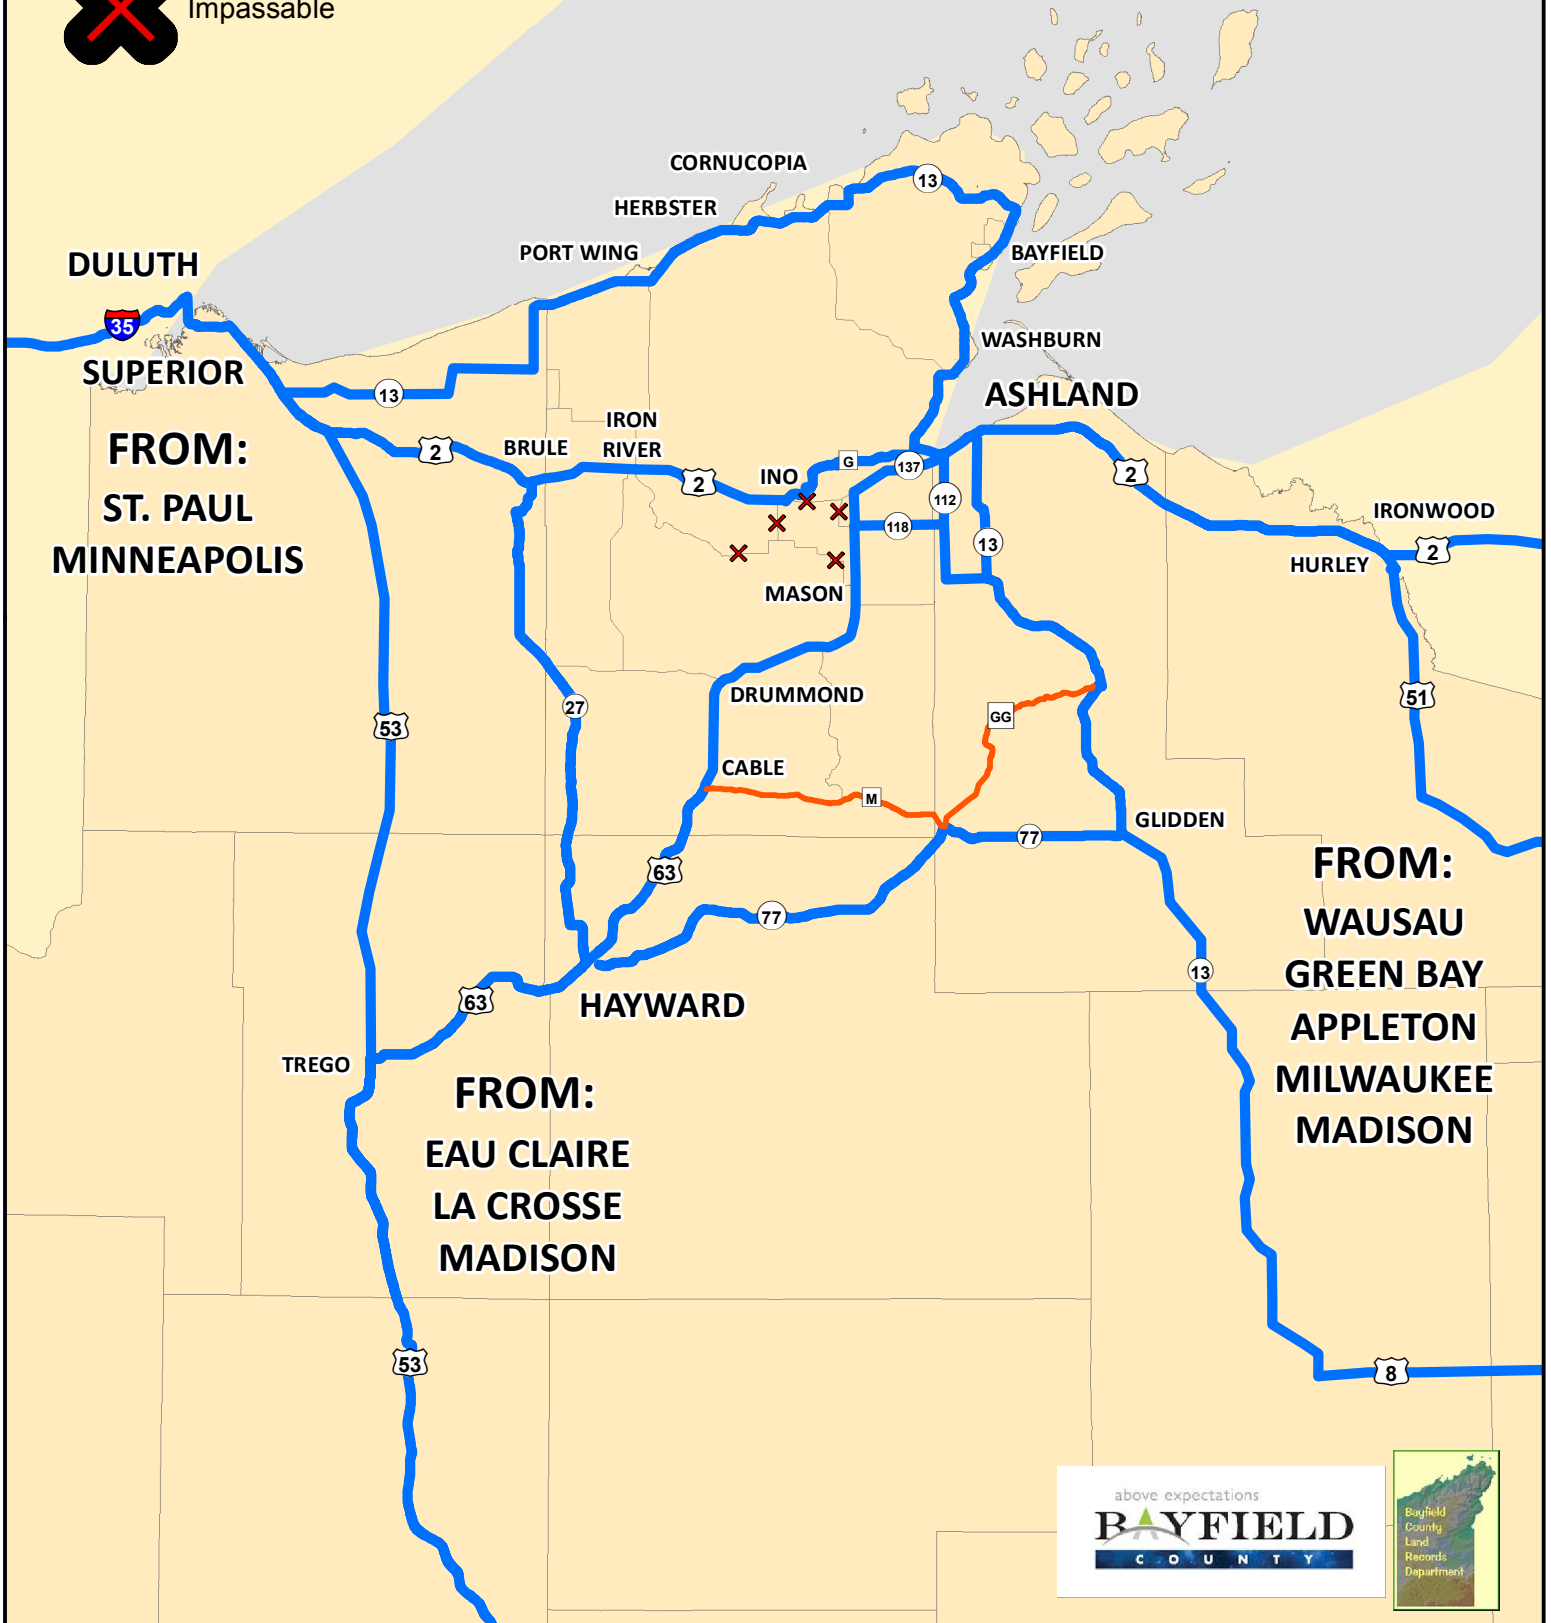 Impassable
CORNUCOPIA
13
HERBSTER
PORT WING
BAYFIELD
DULUTH
35
WASHBURN
SUPERIOR
13
ASHLAND
IRON
RIVER
BRULE
2
G
137
2
INO
2
112
118
13
IRONWOOD
2
HURLEY
MASON
FROM:
ST. PAUL
MINNEAPOLIS
53
27
DRUMMOND
GG
51
CABLE
M
GLIDDEN
77
63
77
63
HAYWARD
13
TREGO
FROM:
EAU CLAIRE
LA CROSSE
MADISON
FROM:
WAUSAU
GREEN BAY
APPLETON
MILWAUKEE
MADISON
53
8
above expectations
BAYFIELD
COUNTY
Bayfield
County
Land
Records
Department